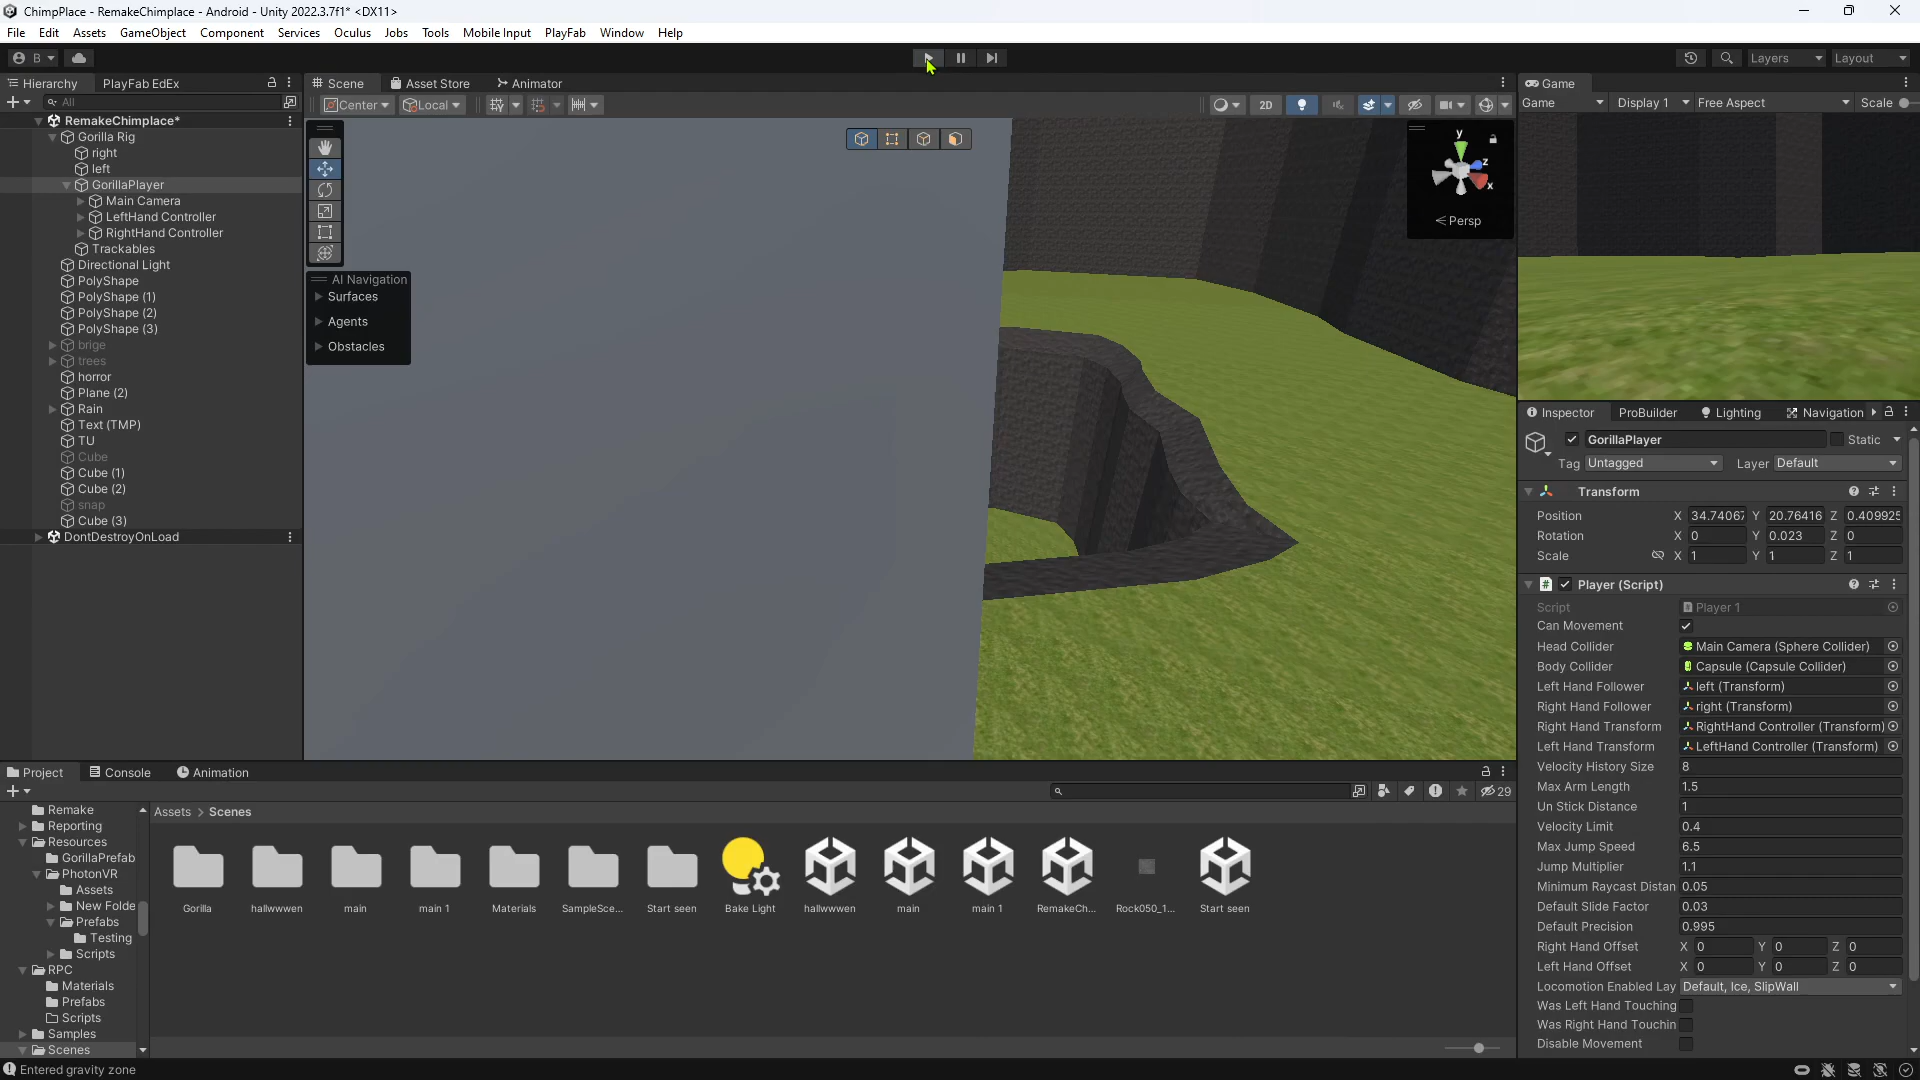 ChimpPlace - RemakeChimplace - Android - Unity 2022.3.7f1* <DX11>
File Edit Assets GameObject Component Services Oculus Jobs Tools Mobile Input PlayFab Window Help
B Layers Layout
Hierarchy PlayFab EdEx Scene Asset Store Animator Game
All Center Local 2D Game Display 1 Free Aspect Scale
RemakeChimplace*
Gorilla Rig
right
left
GorillaPlayer
Main Camera
LeftHand Controller
RightHand Controller
Trackables
Directional Light
PolyShape
PolyShape (1)
PolyShape (2)
PolyShape (3)
brige
trees
horror
Plane (2)
Rain
Text (TMP)
TU
Cube
Cube (1)
Cube (2)
snap
Cube (3)
DontDestroyOnLoad
AI Navigation
Surfaces
Agents
Obstacles
y
z
x
< Persp
Inspector ProBuilder Lighting Navigation
GorillaPlayer Static
Tag Untagged Layer Default
Transform
Position X 34.74067 Y 20.76416 Z 0.409925
Rotation X 0 Y 0.023 Z 0
Scale X 1 Y 1 Z 1
# Player (Script)
Script Player 1
Can Movement
Head Collider Main Camera (Sphere Collider)
Body Collider Capsule (Capsule Collider)
Left Hand Follower left (Transform)
Right Hand Follower right (Transform)
Right Hand Transform RightHand Controller (Transform)
Left Hand Transform LeftHand Controller (Transform)
Velocity History Size 8
Max Arm Length 1.5
Un Stick Distance 1
Velocity Limit 0.4
Max Jump Speed 6.5
Jump Multiplier 1.1
Minimum Raycast Distan 0.05
Default Slide Factor 0.03
Default Precision 0.995
Right Hand Offset X 0 Y 0 Z 0
Left Hand Offset X 0 Y 0 Z 0
Locomotion Enabled Lay Default, Ice, SlipWall
Was Left Hand Touching
Was Right Hand Touchin
Disable Movement
Project Console Animation
29
Remake
Reporting
Resources
GorillaPrefab
PhotonVR
Assets
New Folde
Prefabs
Testing
Scripts
RPC
Materials
Prefabs
Scripts
Samples
Scenes
Assets > Scenes
Gorilla hallwwwen main main 1 Materials SampleSce... Start seen Bake Light hallwwwen main main 1 RemakeCh... Rock050_1... Start seen
Entered gravity zone